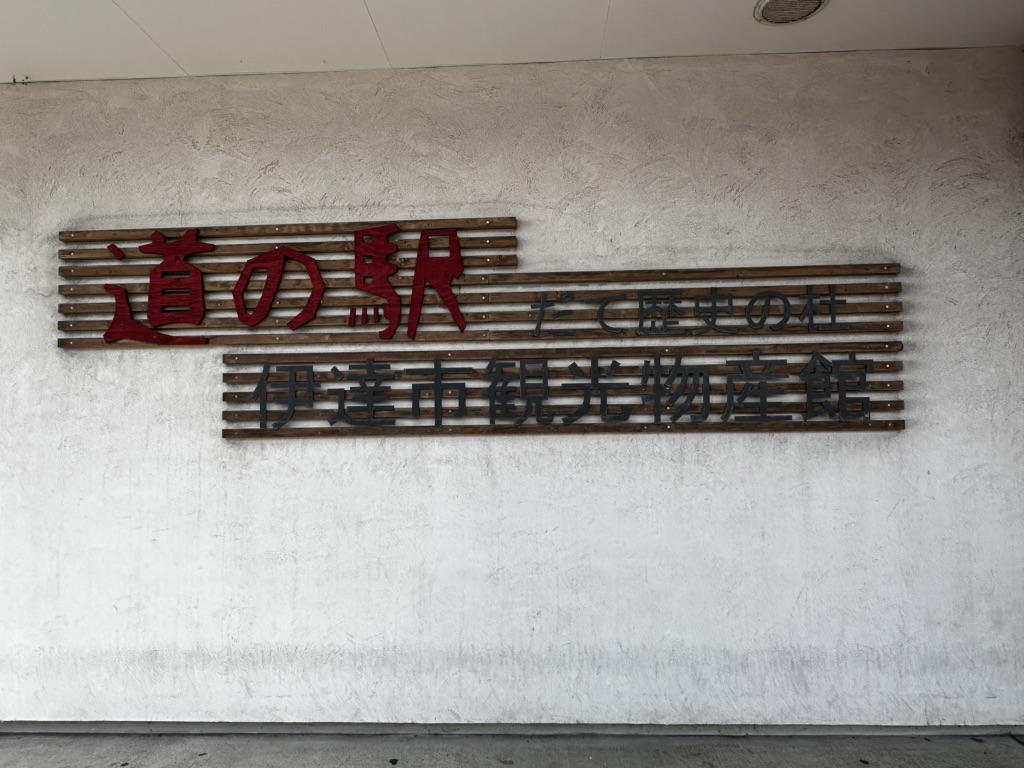 道の駅
だて歴史の杜
伊達市観光物産館